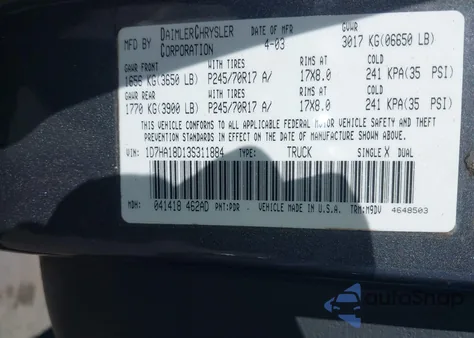 MFD BY DAIMLERCHRYSLER CORPORATION DATE OF MFR 4-03 GVWR 3017 KG(06650 LB)
GAWR FRONT WITH TIRES RIMS AT COLD
1656 KG(3650 LB) P245/70R17 A/ 17X8.0 241 KPA(35 PSI)
GAWR REAR WITH TIRES RIMS AT COLD
1770 KG(3900 LB) P245/70R17 A/ 17X8.0 241 KPA(35 PSI)
THIS VEHICLE CONFORMS TO ALL APPLICABLE FEDERAL MOTOR VEHICLE SAFETY AND
THEFT PREVENTION STANDARDS IN EFFECT ON THE DATE OF MANUFACTURE SHOWN ABOVE.
VIN: 1D7HA18D13S311884 TYPE: TRUCK SINGLE X DUAL
MDH: 041418 462AD PNT:PDR VEHICLE MADE IN U.S.A. TRM:M9DV 4648503
autoSnap